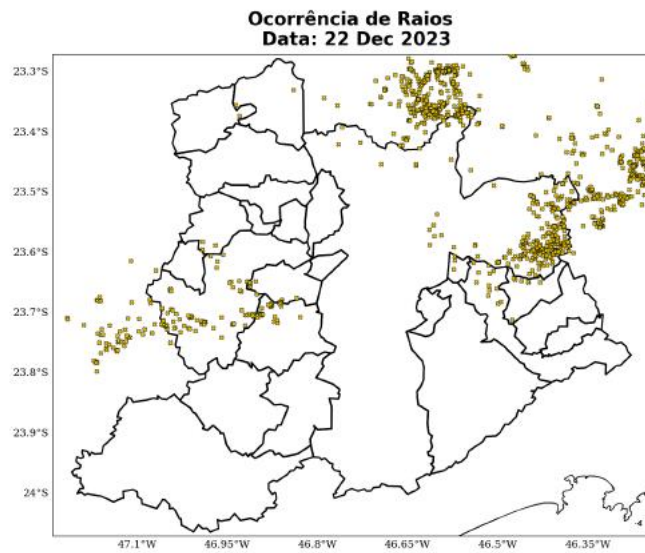 Ocorrência de Raios
Data: 22 Dec 2023
23.3°S
23.4°S
23.5°S
23.6°S
23.7°S
23.8°S
23.9°S
24°S
47.1°W
46.95°W
46.8°W
46.65°W
46.5°W
46.35°W
-4